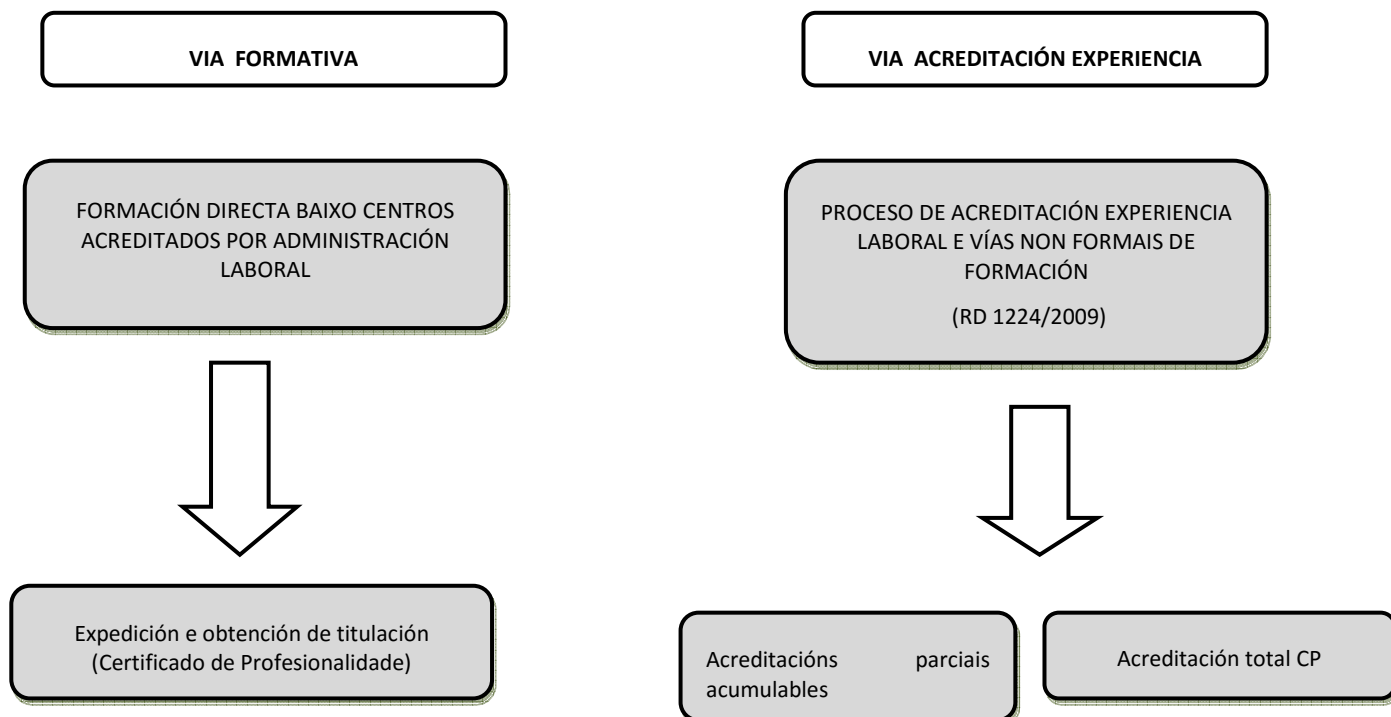 VIA FORMATIVA
FORMACIÓN DIRECTA BAIXO CENTROS
ACREDITADOS POR ADMINISTRACIÓN
LABORAL
Expedición e obtención de titulación
(Certificado de Profesionalidade)
VIA ACREDITACIÓN EXPERIENCIA
PROCESO DE ACREDITACIÓN EXPERIENCIA
LABORAL E VÍAS NON FORMAIS DE
FORMACIÓN
(RD 1224/2009)
Acreditacións parciais
acumulables
Acreditación total CP